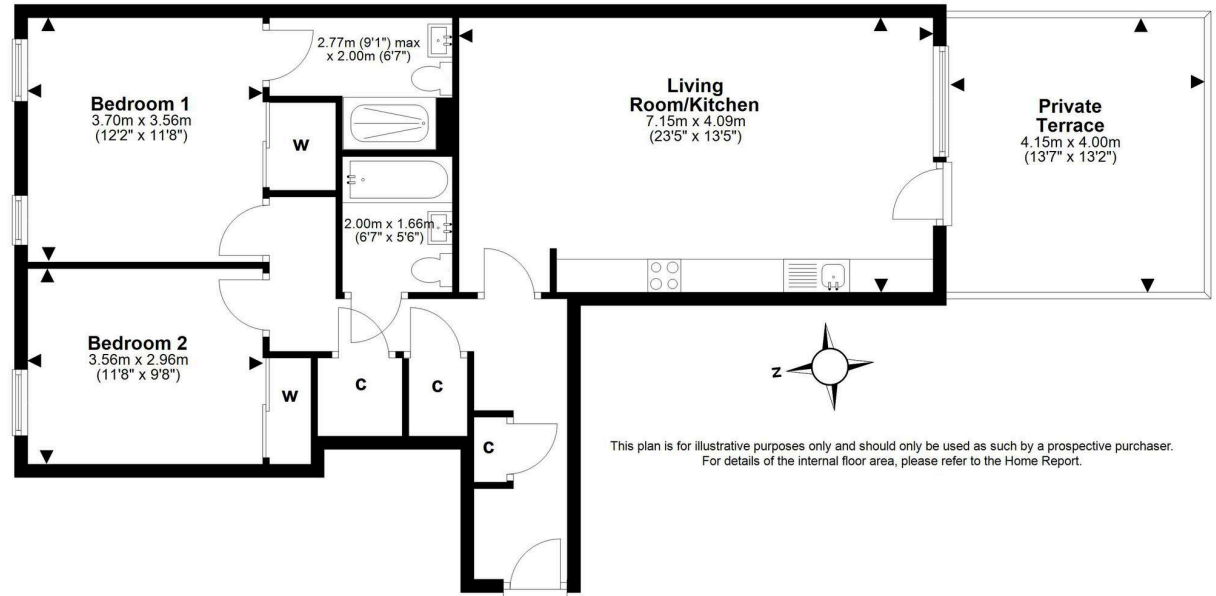 Bedroom 1
3.70m x 3.56m
(12'2" x 11'8")
2.77m (9'1") max
x 2.00m (6'7")
W
Living
Room/Kitchen
7.15m x 4.09m
(23'5" x 13'5")
Private
Terrace
4.15m x 4.00m
(13'7" x 13'2")
2.00m x 1.66m
(6'7" x 5'6")
Bedroom 2
3.56m x 2.96m
(11'8" x 9'8")
W
C
C
C
N
This plan is for illustrative purposes only and should only be used as such by a prospective purchaser.
For details of the internal floor area, please refer to the Home Report.